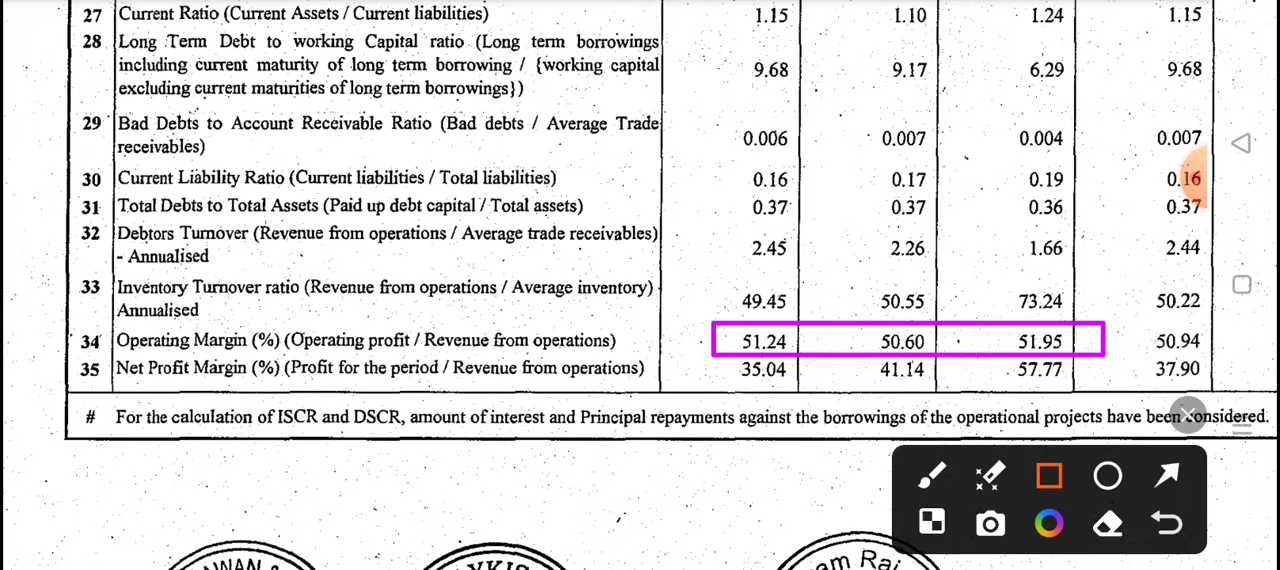 27 Current Ratio (Current Assets / Current liabilities) 1.15 1.10 1.24 1.15
28 Long Term Debt to working Capital ratio (Long term borrowings
including current maturity of long term borrowing / {working capital 9.68 9.17 6.29 9.68
excluding current maturities of long term borrowings})
29 Bad Debts to Account Receivable Ratio (Bad debts / Average Trade
receivables) 0.006 0.007 0.004 0.007
30 Current Liability Ratio (Current liabilities / Total liabilities) 0.16 0.17 0.19 0.16
31 Total Debts to Total Assets (Paid up debt capital / Total assets) 0.37 0.37 0.36 0.37
32 Debtors Turnover (Revenue from operations / Average trade receivables)
- Annualised 2.45 2.26 1.66 2.44
33 Inventory Turnover ratio (Revenue from operations / Average inventory)
Annualised 49.45 50.55 73.24 50.22
34 Operating Margin (%) (Operating profit / Revenue from operations) 51.24 50.60 51.95 50.94
35 Net Profit Margin (%) (Profit for the period / Revenue from operations) 35.04 41.14 57.77 37.90
# For the calculation of ISCR and DSCR, amount of interest and Principal repayments against the borrowings of the operational projects have been considered.